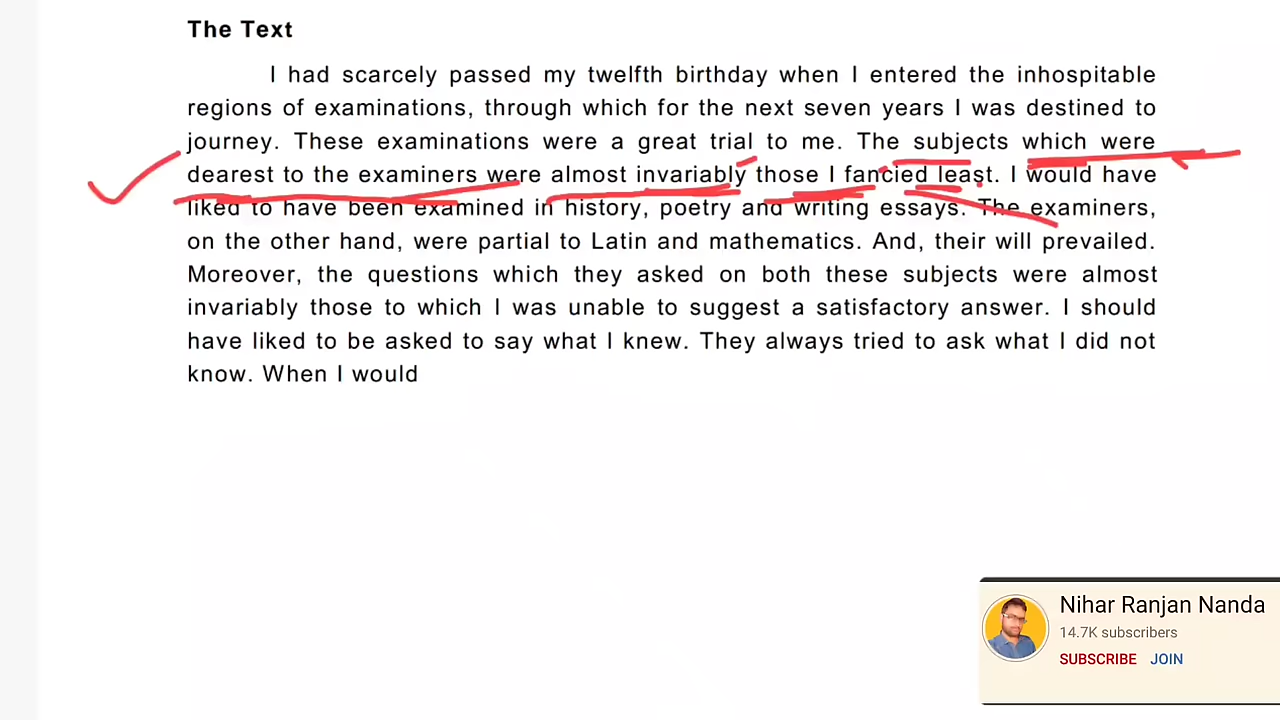 The Text
I had scarcely passed my twelfth birthday when I entered the inhospitable
regions of examinations, through which for the next seven years I was destined to
journey. These examinations were a great trial to me. The subjects which were
dearest to the examiners were almost invariably those I fancied least. I would have
liked to have been examined in history, poetry and writing essays. The examiners,
on the other hand, were partial to Latin and mathematics. And, their will prevailed.
Moreover, the questions which they asked on both these subjects were almost
invariably those to which I was unable to suggest a satisfactory answer. I should
have liked to be asked to say what I knew. They always tried to ask what I did not
know. When I would
Nihar Ranjan Nanda
14.7K subscribers
SUBSCRIBE JOIN